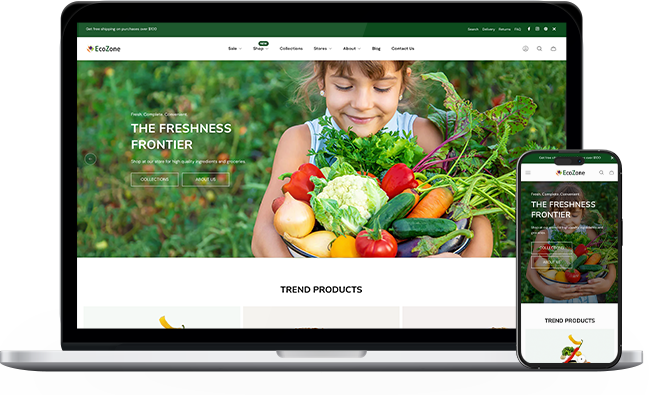 Get free shipping on purchases over $100
Search Delivery Returns FAQ
EcoZone
Sale Shop NEW Collections Stores About Blog Contact Us
Fresh. Complete. Convenient.
THE FRESHNESS
FRONTIER
Shop at our store for high-quality ingredients and groceries.
COLLECTIONS ABOUT US
TREND PRODUCTS
Get free shipping on purchases over $100
EcoZone
Fresh. Complete. Convenient.
THE FRESHNESS
FRONTIER
Shop at our store for high-quality ingredients and
groceries.
COLLECTIONS
ABOUT US
TREND PRODUCTS